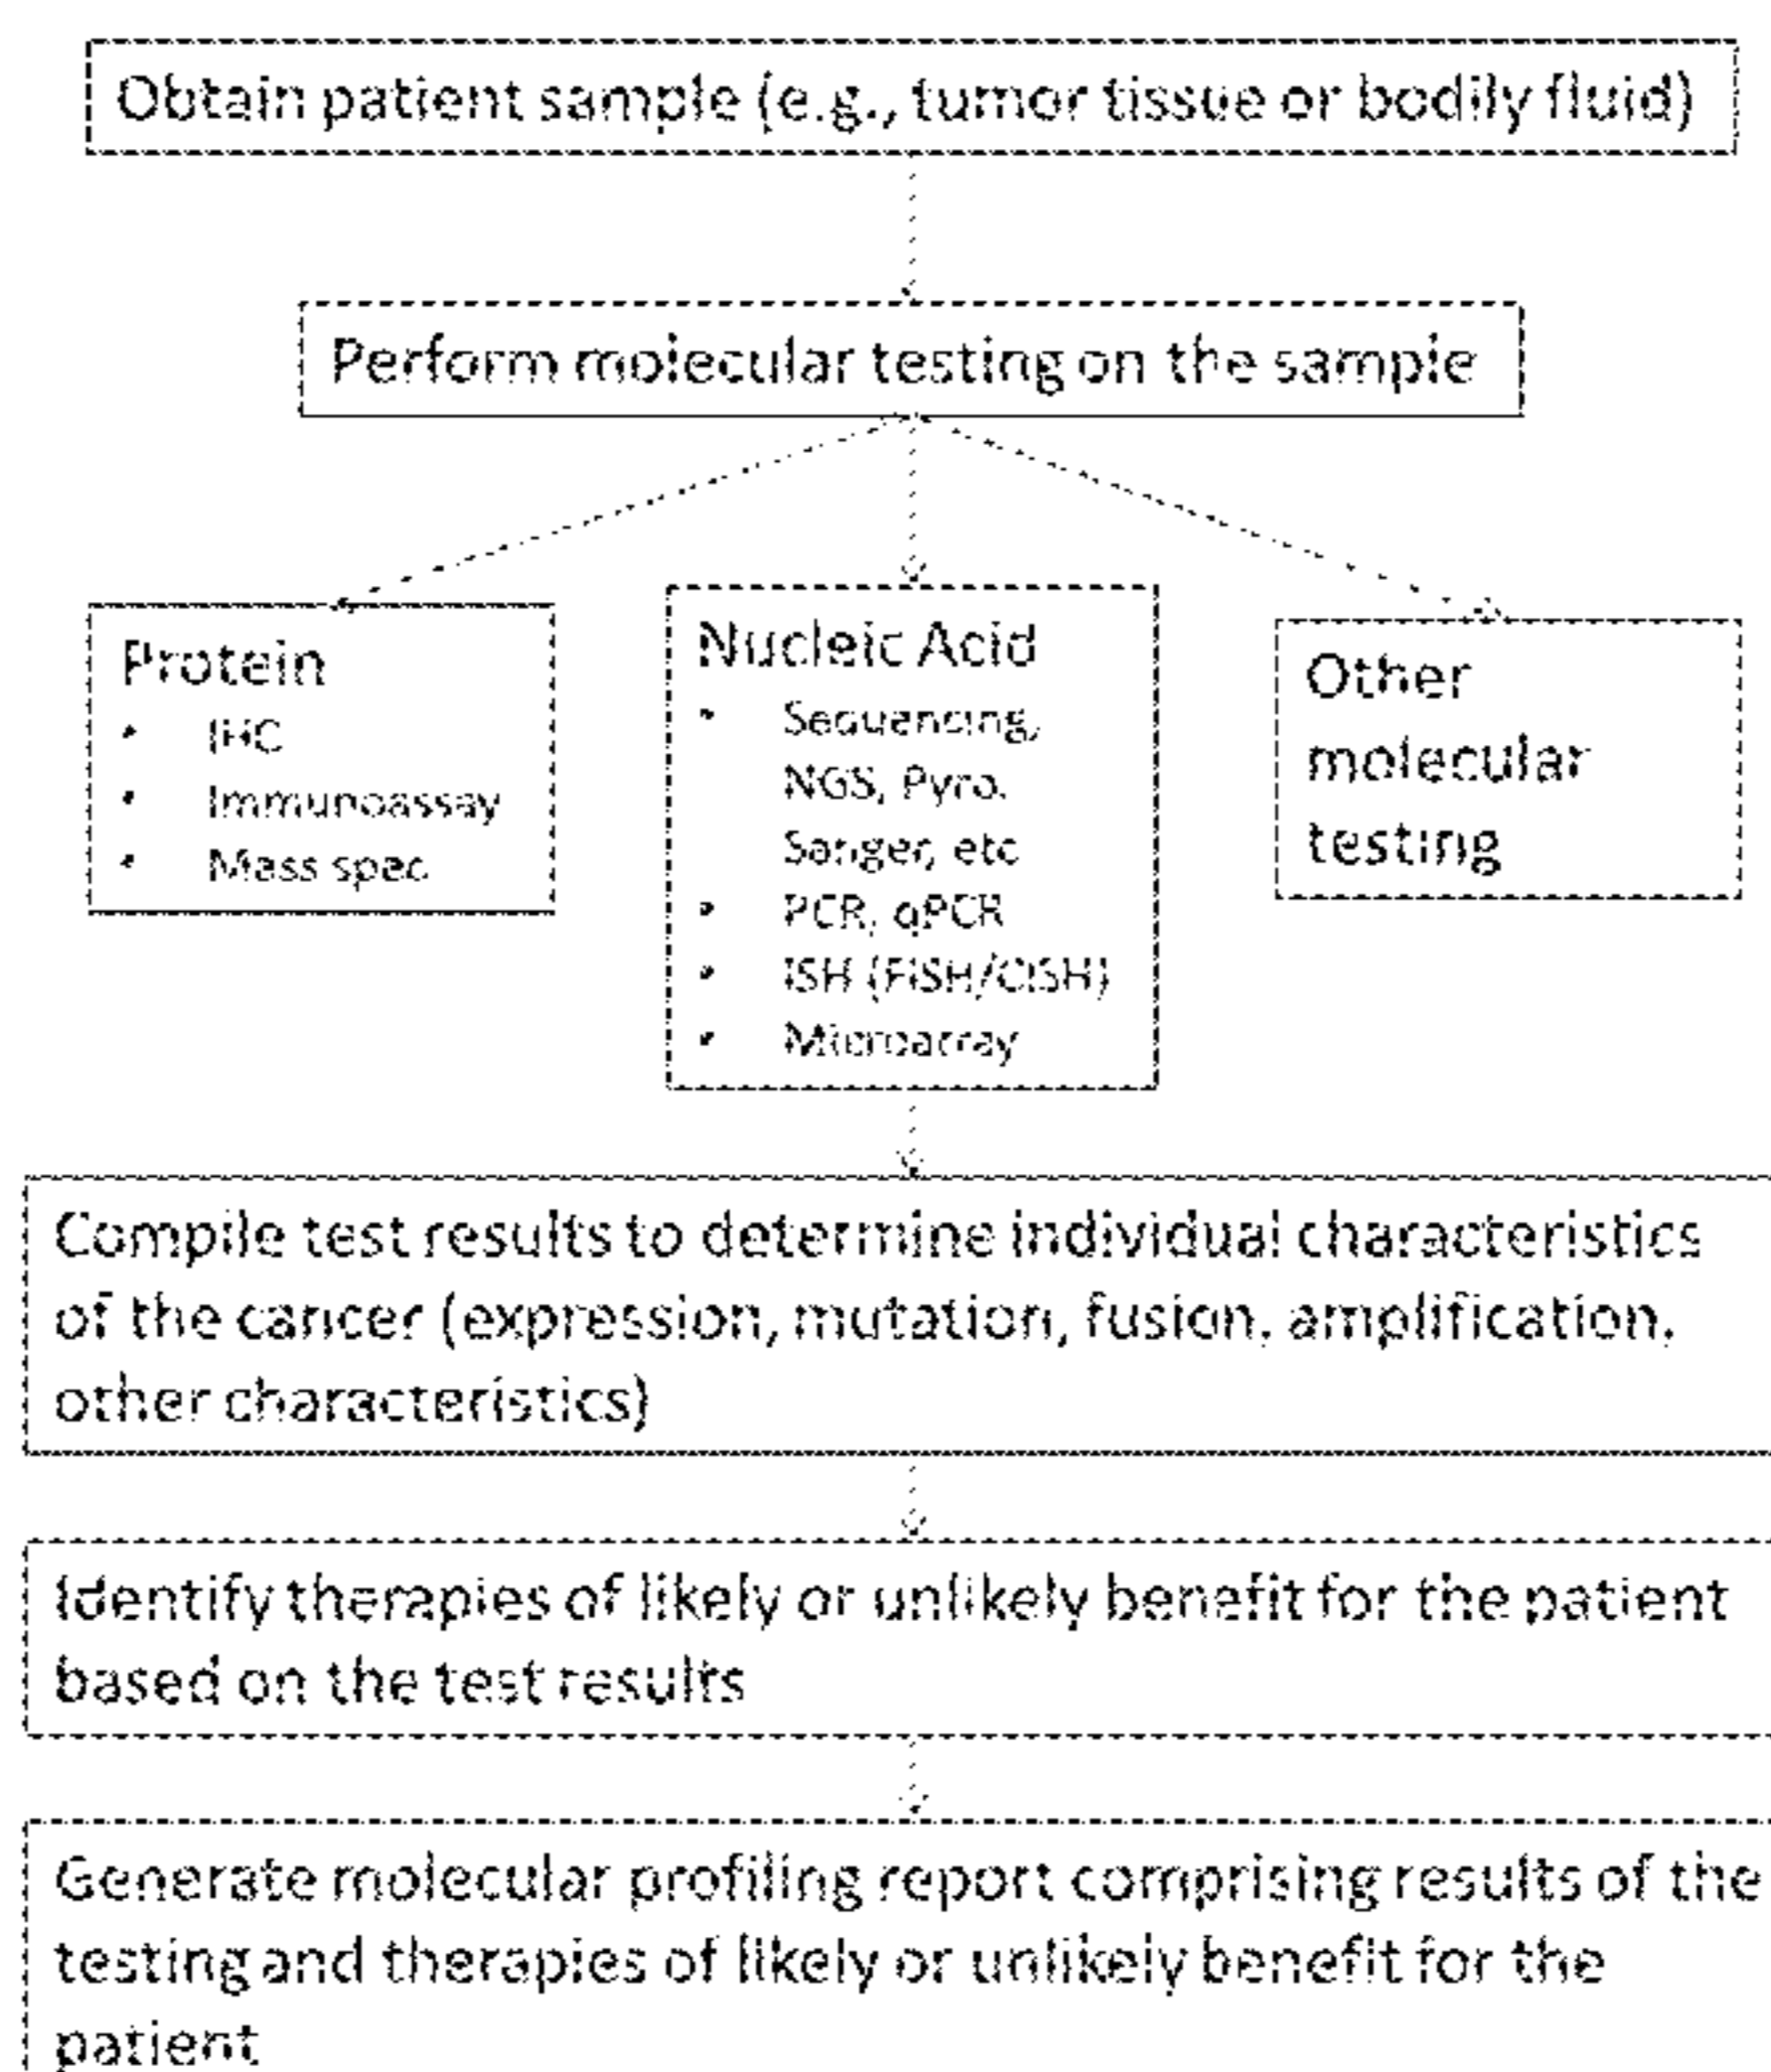 Obtain patient sample (e.g., tumor tissue or bodily fluid)
Perform molecular testing on the sample
Protein
• IHC
• Immunoassay
• Mass spec
Nucleic Acid
• Sequencing,
NGS, Pyro,
Sanger, etc
• PCR, qPCR
• ISH (FISH/CISH)
• Microarray
Other
molecular
testing
Compile test results to determine individual characteristics
of the cancer (expression, mutation, fusion, amplification,
other characteristics)
Identify therapies of likely or unlikely benefit for the patient
based on the test results
Generate molecular profiling report comprising results of the
testing and therapies of likely or unlikely benefit for the
patient